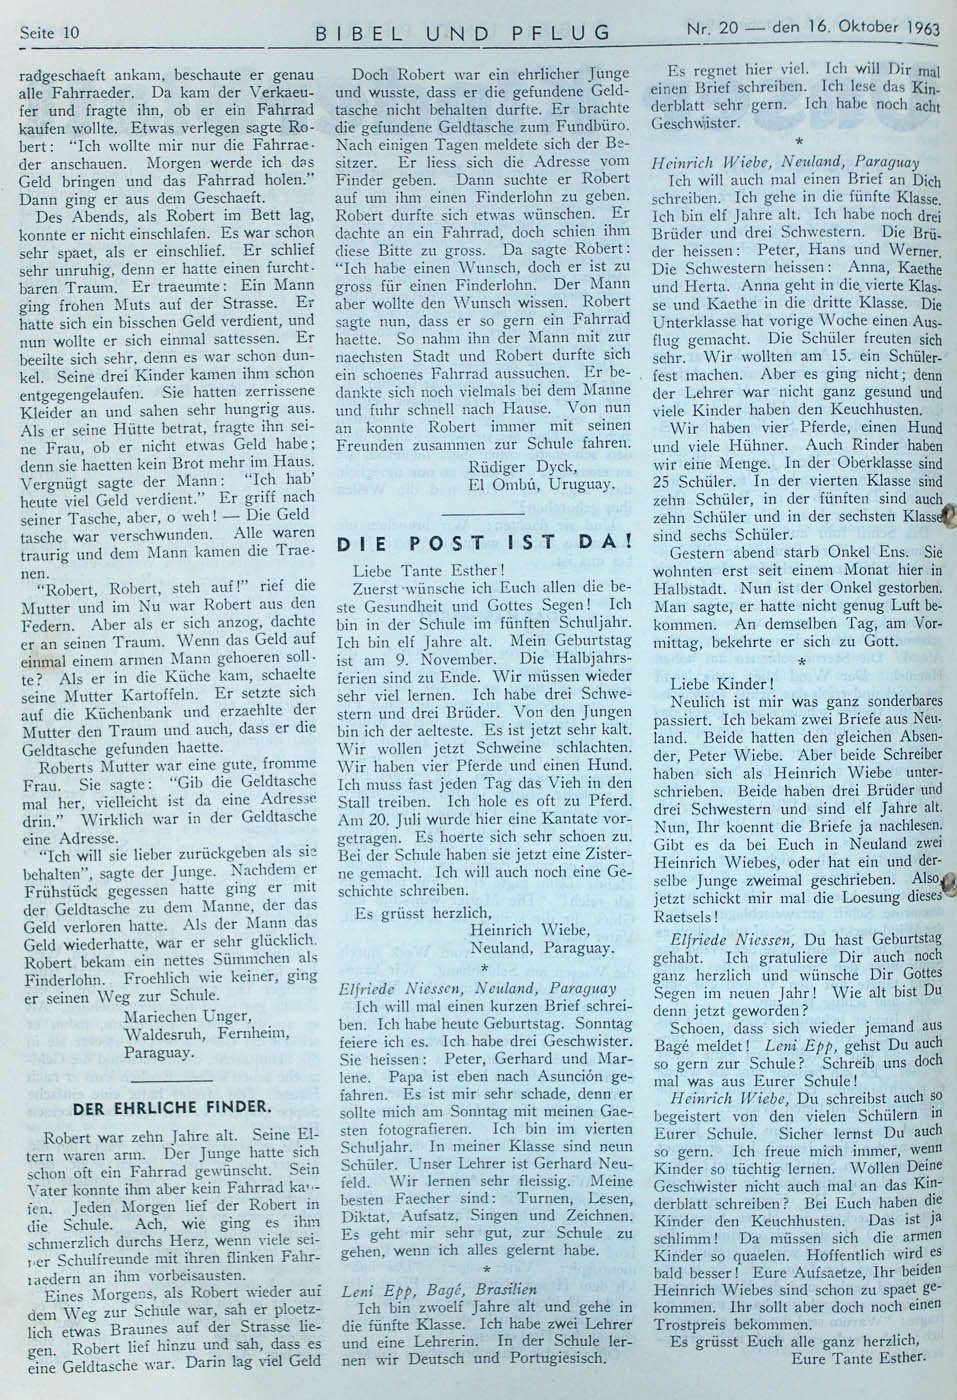 Seite 10
BIBEL UND PFLUG
Nr. 20 — den 16. Oktober 1963
radgeschaeft ankam, beschaute er genau
alle Fahrraeder. Da kam der Verkaeu-
fer und fragte ihn, ob er ein Fahrrad
kaufen wollte. Etwas verlegen sagte Ro-
bert: "Ich wollte mir nur die Fahrrae-
der anschauen. Morgen werde ich das
Geld bringen und das Fahrrad holen."
Dann ging er aus dem Geschaeft.
Des Abends, als Robert im Bett lag,
konnte er nicht einschlafen. Es war schon
sehr spaet, als er einschlief. Er schlief
sehr unruhig, denn er hatte einen furcht-
baren Traum. Er traeumte: Ein Mann
ging frohen Muts auf der Strasse. Er
hatte sich ein bisschen Geld verdient, und
nun wollte er sich einmal sattessen. Er
beeilte sich sehr, denn es war schon dun-
kel. Seine drei Kinder kamen ihm schon
entgegengelaufen. Sie hatten zerrissene
Kleider an und sahen sehr hungrig aus.
Als er seine Hütte betrat, fragte ihn sei-
ne Frau, ob er nicht etwas Geld habe;
denn sie haetten kein Brot mehr im Haus.
Vergnügt sagte der Mann: "Ich hab'
heute viel Geld verdient." Er griff nach
seiner Tasche, aber, o weh! — Die Geld
tasche war verschwunden. Alle waren
traurig und dem Mann kamen die Trae-
nen.
"Robert, Robert, steh auf!" rief die
Mutter und im Nu war Robert aus den
Federn. Aber als er sich anzog, dachte
er an seinen Traum. Wenn das Geld auf
einmal einem armen Mann gehoeren soll-
te? Als er in die Küche kam, schaelte
seine Mutter Kartoffeln. Er setzte sich
auf die Küchenbank und erzaehlte der
Mutter den Traum und auch, dass er die
Geldtasche gefunden haette.
Roberts Mutter war eine gute, fromme
Frau. Sie sagte: "Gib die Geldtasche
mal her, vielleicht ist da eine Adresse
drin." Wirklich war in der Geldtasche
eine Adresse.
"Ich will sie lieber zurückgeben als sie
behalten", sagte der Junge. Nachdem er
Frühstück gegessen hatte ging er mit
der Geldtasche zu dem Manne, der das
Geld verloren hatte. Als der Mann das
Geld wiederhatte, war er sehr glücklich.
Robert bekam ein nettes Sümmchen als
Finderlohn. Froehlich wie keiner, ging
er seinen Weg zur Schule.
Mariechen Unger,
Waldesruh, Fernheim,
Paraguay.
DER EHRLICHE FINDER.
Robert war zehn Jahre alt. Seine El-
tern waren arm. Der Junge hatte sich
schon oft ein Fahrrad gewünscht. Sein
Vater konnte ihm aber kein Fahrrad kau-
fen. Jeden Morgen lief der Robert in
die Schule. Ach, wie ging es ihm
schmerzlich durchs Herz, wenn viele sei-
ner Schulfreunde mit ihren flinken Fahr-
raedern an ihm vorbeisausten.
Eines Morgens, als Robert wieder auf
dem Weg zur Schule war, sah er ploetz-
lich etwas Braunes auf der Strasse lie-
gen. Robert lief hinzu und sah, dass es
eine Geldtasche war. Darin lag viel Geld
Doch Robert war ein ehrlicher Junge
und wusste, dass er die gefundene Geld-
tasche nicht behalten durfte. Er brachte
die gefundene Geldtasche zum Fundbüro.
Nach einigen Tagen meldete sich der Be-
sitzer. Er liess sich die Adresse vom
Finder geben. Dann suchte er Robert
auf um ihm einen Finderlohn zu geben.
Robert durfte sich etwas wünschen. Er
dachte an ein Fahrrad, doch schien ihm
diese Bitte zu gross. Da sagte Robert:
"Ich habe einen Wunsch, doch er ist zu
gross für einen Finderlohn. Der Mann
aber wollte den Wunsch wissen. Robert
sagte nun, dass er so gern ein Fahrrad
haette. So nahm ihn der Mann mit zur
naechsten Stadt und Robert durfte sich
ein schoenes Fahrrad aussuchen. Er be-
dankte sich noch vielmals bei dem Manne
und fuhr schnell nach Hause. Von nun
an konnte Robert immer mit seinen
Freunden zusammen zur Schule fahren.
Rüdiger Dyck,
El Ombú, Uruguay.
DIE POST IST DA!
Liebe Tante Esther!
Zuerst wünsche ich Euch allen die be-
ste Gesundheit und Gottes Segen! Ich
bin in der Schule im fünften Schuljahr.
Ich bin elf Jahre alt. Mein Geburtstag
ist am 9. November. Die Halbjahrs-
ferien sind zu Ende. Wir müssen wieder
sehr viel lernen. Ich habe drei Schwe-
stern und drei Brüder. Von den Jungen
bin ich der aelteste. Es ist jetzt sehr kalt.
Wir wollen jetzt Schweine schlachten.
Wir haben vier Pferde und einen Hund.
Ich muss fast jeden Tag das Vieh in den
Stall treiben. Ich hole es oft zu Pferd.
Am 20. Juli wurde hier eine Kantate vor-
getragen. Es hoerte sich sehr schoen zu.
Bei der Schule haben sie jetzt eine Zister-
ne gemacht. Ich will auch noch eine Ge-
schichte schreiben.
Es grüsst herzlich,
Heinrich Wiebe,
Neuland, Paraguay.
*
Elfriede Niessen, Neuland, Paraguay
Ich will mal einen kurzen Brief schrei-
ben. Ich habe heute Geburtstag. Sonntag
feiere ich es. Ich habe drei Geschwister.
Sie heissen: Peter, Gerhard und Mar-
lene. Papa ist eben nach Asunción ge-
fahren. Es ist mir sehr schade, denn er
sollte mich am Sonntag mit meinen Gae-
sten fotografieren. Ich bin im vierten
Schuljahr. In meiner Klasse sind neun
Schüler. Unser Lehrer ist Gerhard Neu-
feld. Wir lernen sehr fleissig. Meine
besten Faecher sind: Turnen, Lesen,
Diktat, Aufsatz, Singen und Zeichnen.
Es geht mir sehr gut, zur Schule zu
gehen, wenn ich alles gelernt habe.
*
Leni Epp, Bagé, Brasilien
Ich bin zwoelf Jahre alt und gehe in
die fünfte Klasse. Ich habe zwei Lehrer
und eine Lehrerin. In der Schule ler-
nen wir Deutsch und Portugiesisch.
Es regnet hier viel. Ich will Dir mal
einen Brief schreiben. Ich lese das Kin-
derblatt sehr gern. Ich habe noch acht
Geschwister.
*
Heinrich Wiebe, Neuland, Paraguay
Ich will auch mal einen Brief an Dich
schreiben. Ich gehe in die fünfte Klasse.
Ich bin elf Jahre alt. Ich habe noch drei
Brüder und drei Schwestern. Die Brü-
der heissen: Peter, Hans und Werner.
Die Schwestern heissen: Anna, Kaethe
und Herta. Anna geht in die vierte Klas-
se und Kaethe in die dritte Klasse. Die
Unterklasse hat vorige Woche einen Aus-
flug gemacht. Die Schüler freuten sich
sehr. Wir wollten am 15. ein Schüler-
fest machen. Aber es ging nicht; denn
der Lehrer war nicht ganz gesund und
viele Kinder haben den Keuchhusten.
Wir haben vier Pferde, einen Hund
und viele Hühner. Auch Rinder haben
wir eine Menge. In der Oberklasse sind
25 Schüler. In der vierten Klasse sind
zehn Schüler, in der fünften sind auch
zehn Schüler und in der sechsten Klasse
sind sechs Schüler.
Gestern abend starb Onkel Ens. Sie
wohnten erst seit einem Monat hier in
Halbstadt. Nun ist der Onkel gestorben.
Man sagte, er hatte nicht genug Luft be-
kommen. An demselben Tag, am Vor-
mittag, bekehrte er sich zu Gott.
*
Liebe Kinder!
Neulich ist mir was ganz sonderbares
passiert. Ich bekam zwei Briefe aus Neu-
land. Beide hatten den gleichen Absen-
der, Peter Wiebe. Aber beide Schreiber
haben sich als Heinrich Wiebe unter-
schrieben. Beide haben drei Brüder und
drei Schwestern und sind elf Jahre alt.
Nun, Ihr koennt die Briefe ja nachlesen.
Gibt es da bei Euch in Neuland zwei
Heinrich Wiebes, oder hat ein und der-
selbe Junge zweimal geschrieben. Also,
jetzt schickt mir mal die Loesung dieses
Raetsels!
Elfriede Niessen, Du hast Geburtstag
gehabt. Ich gratuliere Dir auch noch
ganz herzlich und wünsche Dir Gottes
Segen im neuen Jahr! Wie alt bist Du
denn jetzt geworden?
Schoen, dass sich wieder jemand aus
Bagé meldet! Leni Epp, gehst Du auch
so gern zur Schule? Schreib uns doch
mal was aus Eurer Schule!
Heinrich Wiebe, Du schreibst auch so
begeistert von den vielen Schülern in
Eurer Schule. Sicher lernst Du auch
so gern. Ich freue mich immer, wenn
Kinder so tüchtig lernen. Wollen Deine
Geschwister nicht auch mal an das Kin-
derblatt schreiben? Bei Euch haben die
Kinder den Keuchhusten. Das ist ja
schlimm! Da müssen sich die armen
Kinder so quaelen. Hoffentlich wird es
bald besser! Eure Aufsaetze, Ihr beiden
Heinrich Wiebes sind schon zu spaet ge-
kommen. Ihr sollt aber doch noch einen
Trostpreis bekommen.
Es grüsst Euch alle ganz herzlich,
Eure Tante Esther.